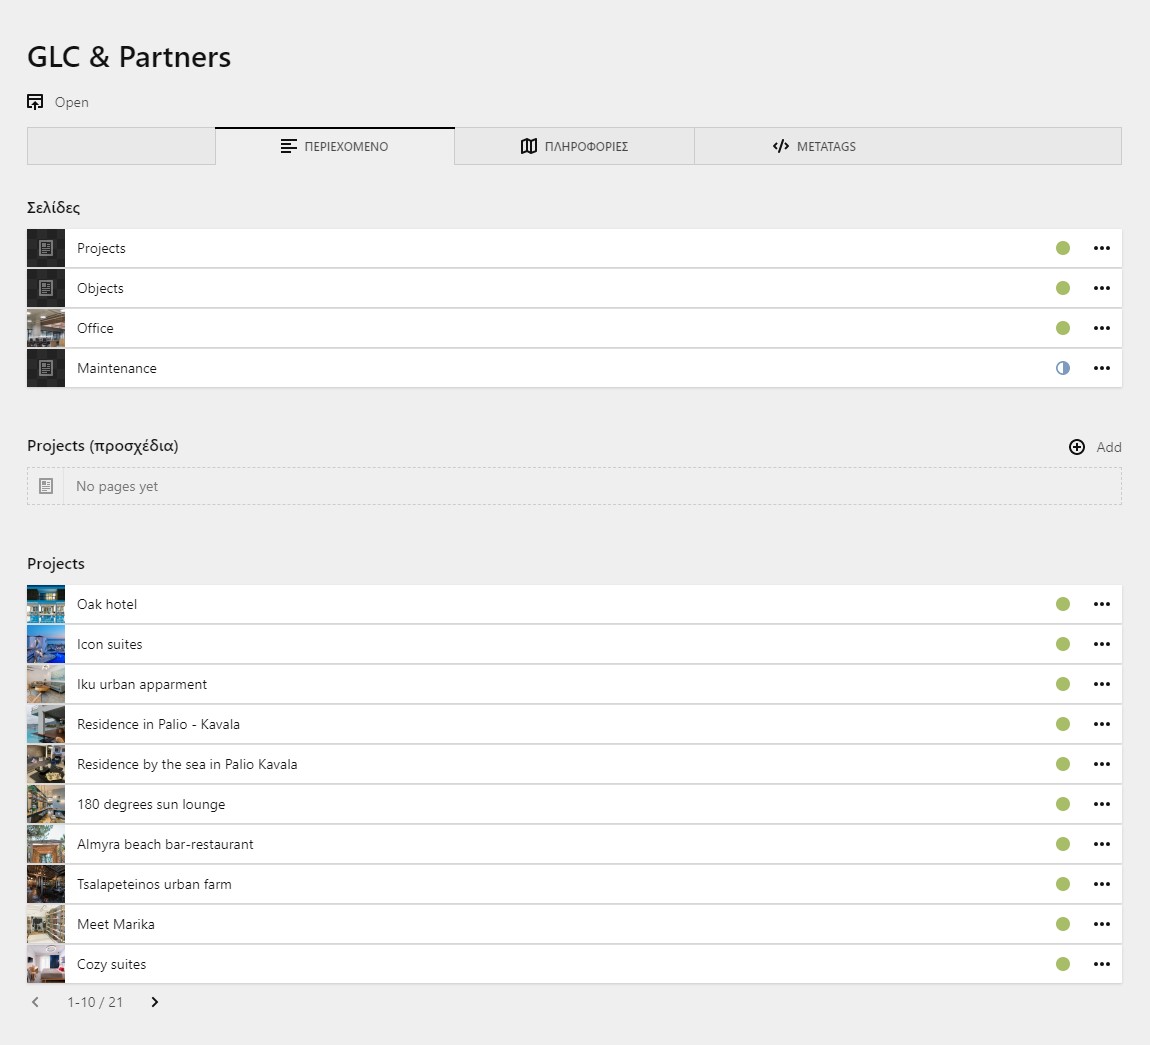 GLC & Partners
Open
ΠΕΡΙΕΧΟΜΕΝΟ
ΠΛΗΡΟΦΟΡΙΕΣ
METATAGS
Σελίδες
Projects
Objects
Office
Maintenance
Projects (προσχέδια)
Add
No pages yet
Projects
Oak hotel
Icon suites
Iku urban apparment
Residence in Palio - Kavala
Residence by the sea in Palio Kavala
180 degrees sun lounge
Almyra beach bar-restaurant
Tsalapeteinos urban farm
Meet Marika
Cozy suites
1-10 / 21